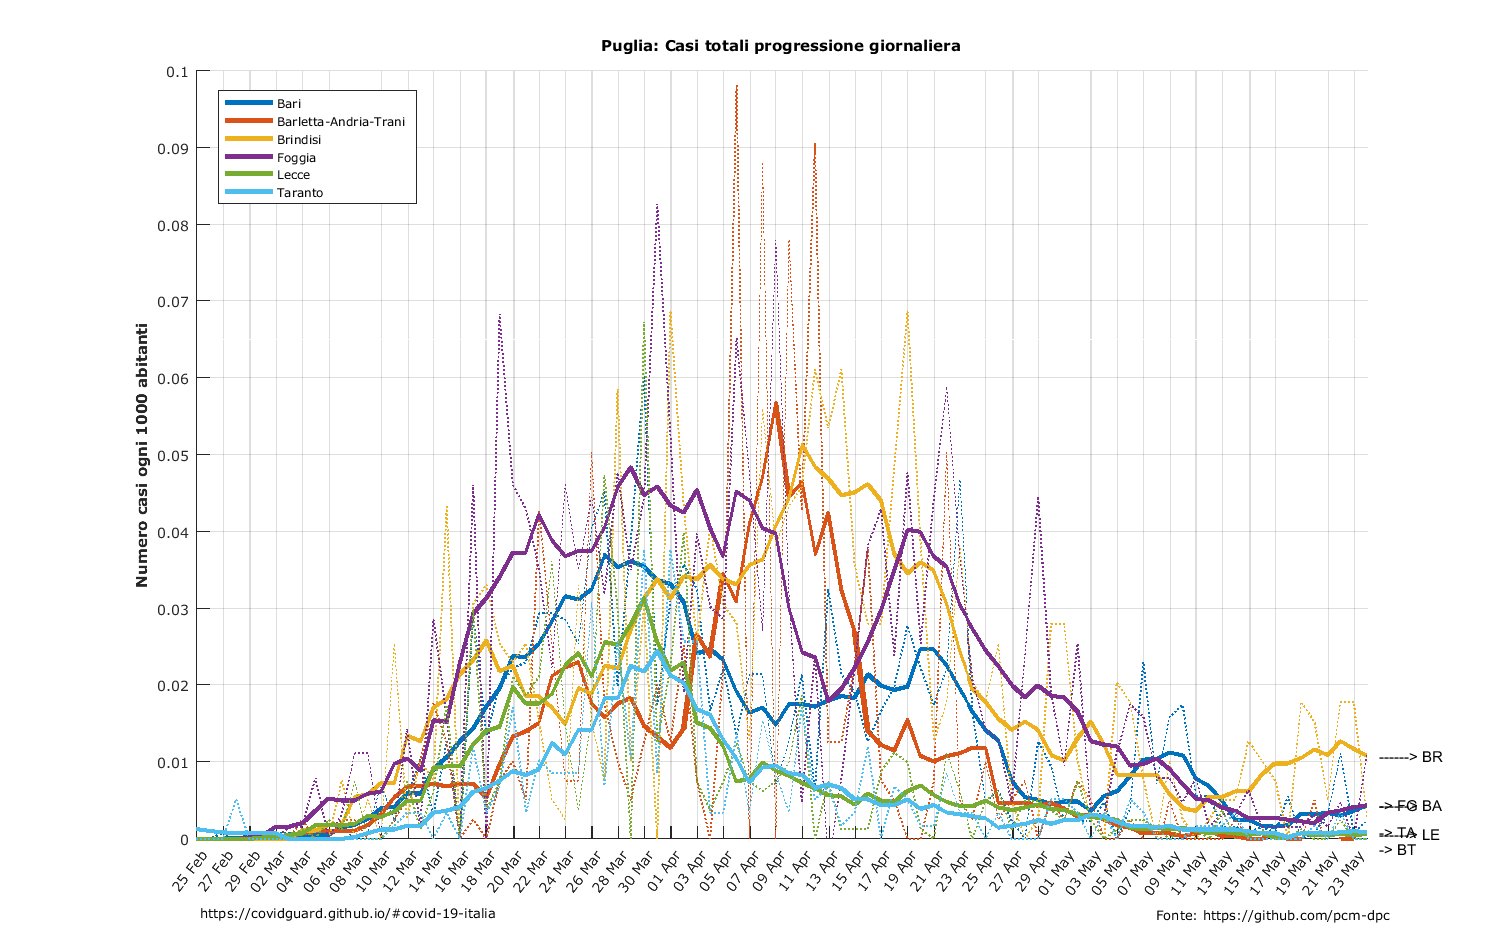 Puglia: Casi totali progressione giornaliera
Numero casi ogni 1000 abitanti
0.1
0.09
0.08
0.07
0.06
0.05
0.04
0.03
0.02
0.01
0
Bari
Barletta-Andria-Trani
Brindisi
Foggia
Lecce
Taranto
------> BR
----> FG
------> BA
-> TA
------> LE
-> BT
25 Feb
27 Feb
29 Feb
02 Mar
04 Mar
06 Mar
08 Mar
10 Mar
12 Mar
14 Mar
16 Mar
18 Mar
20 Mar
22 Mar
24 Mar
26 Mar
28 Mar
30 Mar
01 Apr
03 Apr
05 Apr
07 Apr
09 Apr
11 Apr
13 Apr
15 Apr
17 Apr
19 Apr
21 Apr
23 Apr
25 Apr
27 Apr
29 Apr
01 May
03 May
05 May
07 May
09 May
11 May
13 May
15 May
17 May
19 May
21 May
23 May
https://covidguard.github.io/#covid-19-italia
Fonte: https://github.com/pcm-dpc